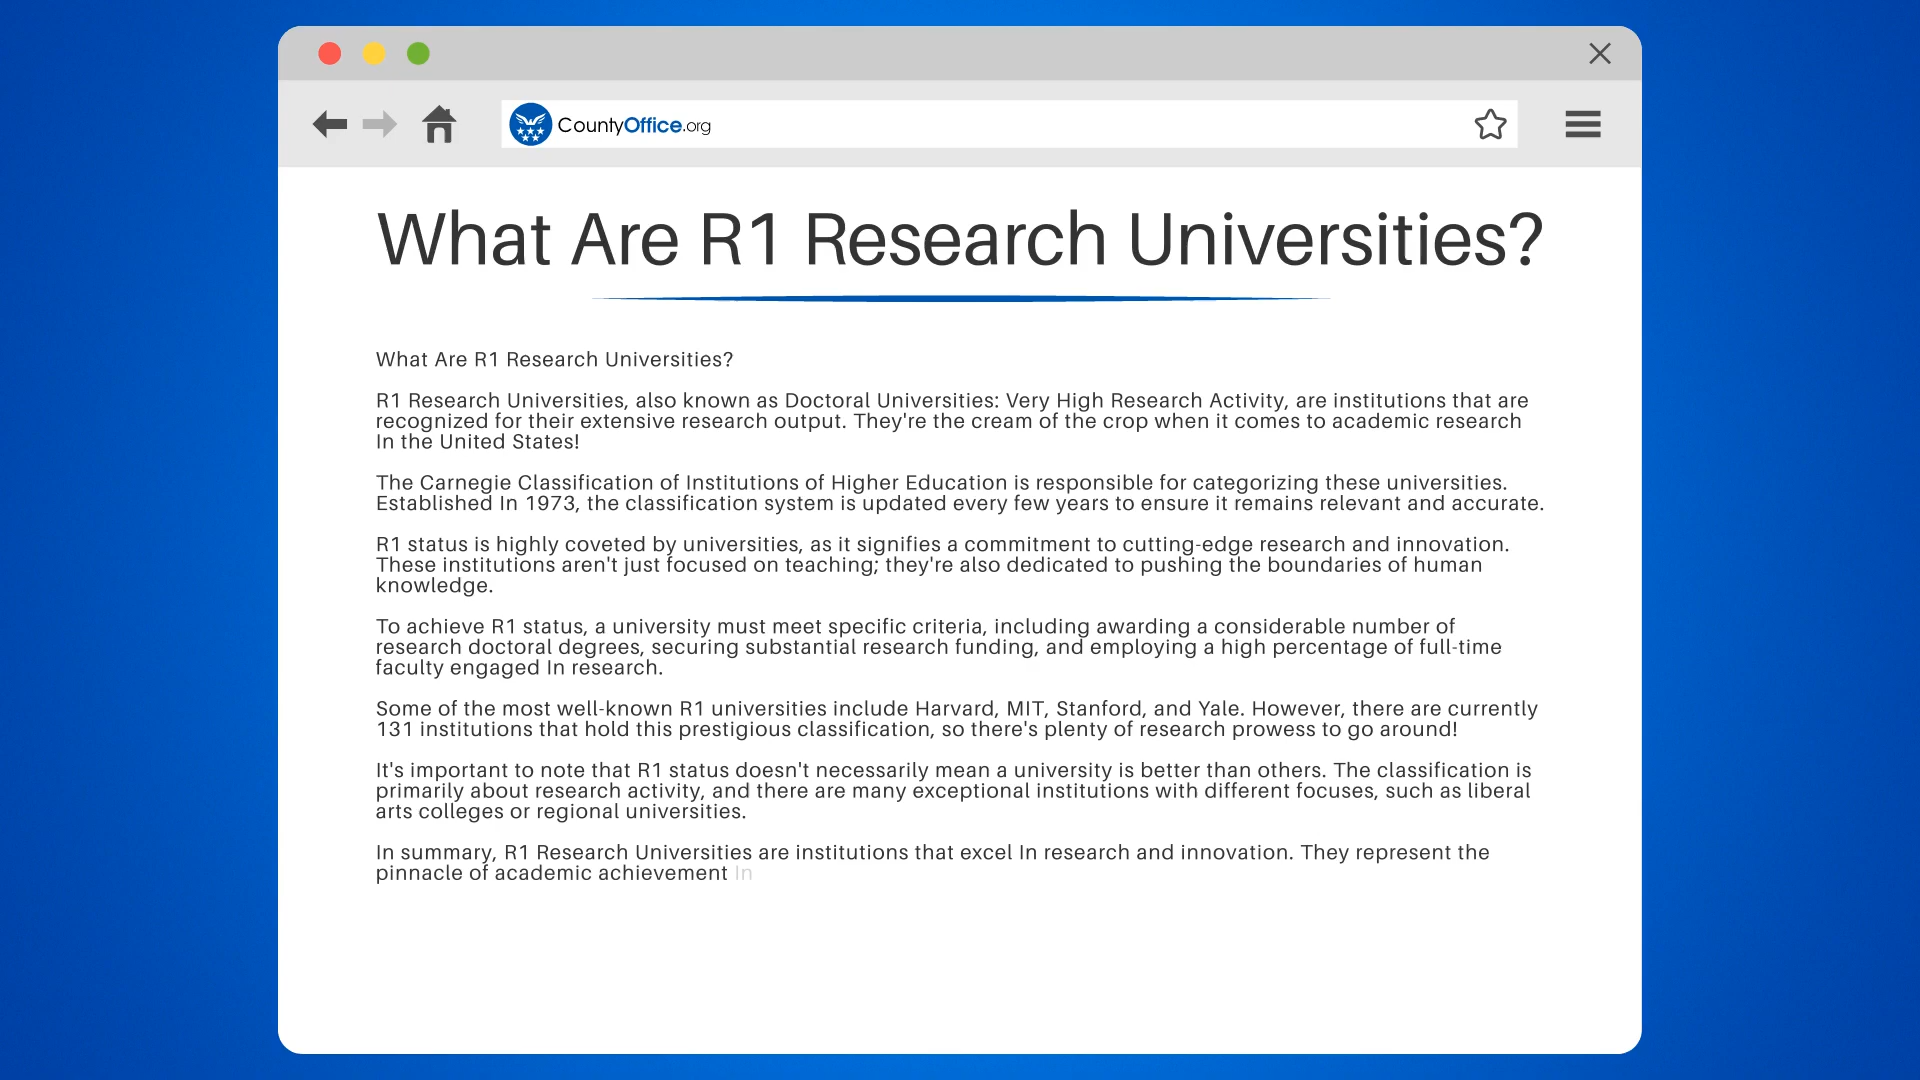 CountyOffice.org
What Are R1 Research Universities?
What Are R1 Research Universities?
R1 Research Universities, also known as Doctoral Universities: Very High Research Activity, are institutions that are
recognized for their extensive research output. They're the cream of the crop when it comes to academic research
In the United States!
The Carnegie Classification of Institutions of Higher Education is responsible for categorizing these universities.
Established In 1973, the classification system is updated every few years to ensure it remains relevant and accurate.
R1 status is highly coveted by universities, as it signifies a commitment to cutting-edge research and innovation.
These institutions aren't just focused on teaching; they're also dedicated to pushing the boundaries of human
knowledge.
To achieve R1 status, a university must meet specific criteria, including awarding a considerable number of
research doctoral degrees, securing substantial research funding, and employing a high percentage of full-time
faculty engaged In research.
Some of the most well-known R1 universities include Harvard, MIT, Stanford, and Yale. However, there are currently
131 institutions that hold this prestigious classification, so there's plenty of research prowess to go around!
It's important to note that R1 status doesn't necessarily mean a university is better than others. The classification is
primarily about research activity, and there are many exceptional institutions with different focuses, such as liberal
arts colleges or regional universities.
In summary, R1 Research Universities are institutions that excel In research and innovation. They represent the
pinnacle of academic achievement In